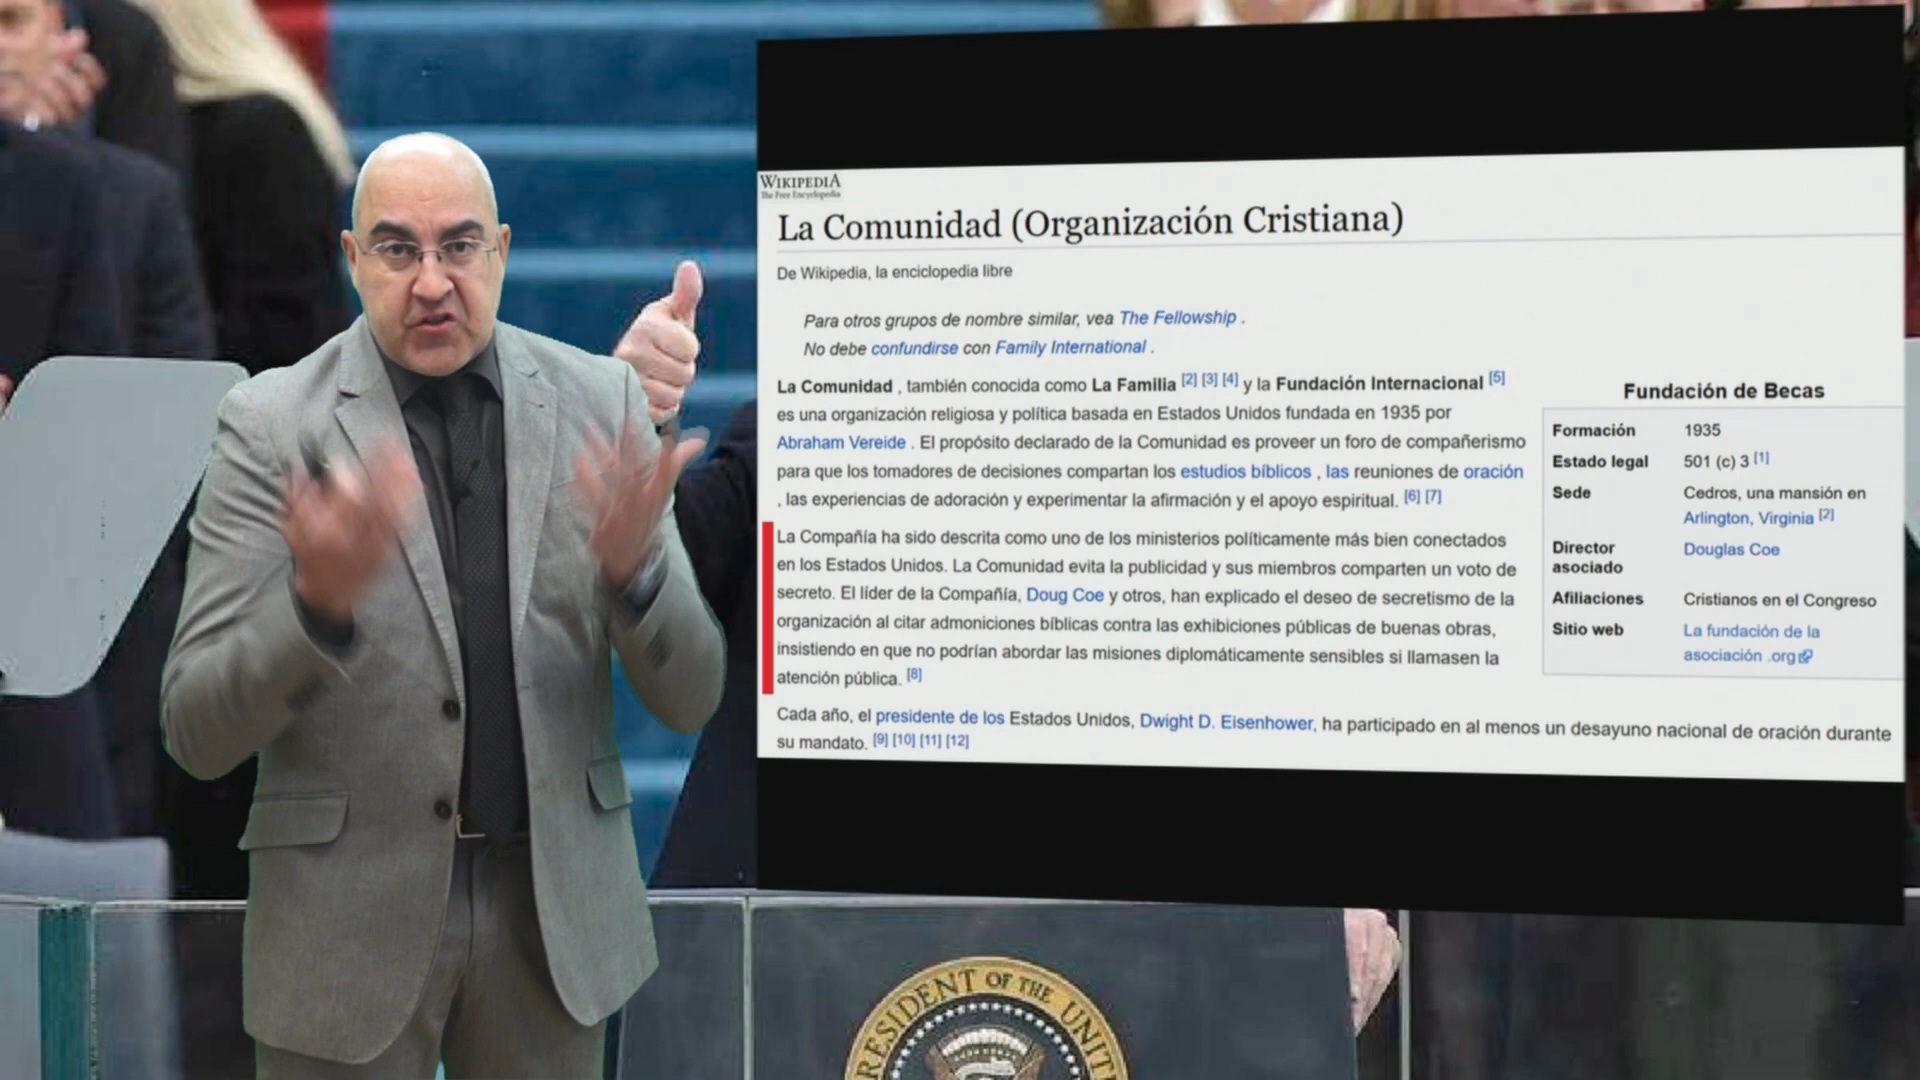 WIKIPEDIA
The Free Encyclopedia
La Comunidad (Organización Cristiana)
De Wikipedia, la enciclopedia libre
Para otros grupos de nombre similar, vea The Fellowship .
No debe confundirse con Family International .
La Comunidad , también conocida como La Familia [2] [3] [4] y la Fundación Internacional [5]
es una organización religiosa y política basada en Estados Unidos fundada en 1935 por
Abraham Vereide . El propósito declarado de la Comunidad es proveer un foro de compañerismo
para que los tomadores de decisiones compartan los estudios bíblicos , las reuniones de oración
, las experiencias de adoración y experimentar la afirmación y el apoyo espiritual. [6] [7]
La Compañía ha sido descrita como uno de los ministerios políticamente más bien conectados
en los Estados Unidos. La Comunidad evita la publicidad y sus miembros comparten un voto de
secreto. El líder de la Compañía, Doug Coe y otros, han explicado el deseo de secretismo de la
organización al citar admoniciones bíblicas contra las exhibiciones públicas de buenas obras,
insistiendo en que no podrían abordar las misiones diplomáticamente sensibles si llamasen la
atención pública. [8]
Cada año, el presidente de los Estados Unidos, Dwight D. Eisenhower, ha participado en al menos un desayuno nacional de oración durante
su mandato. [9] [10] [11] [12]
Fundación de Becas
Formación 1935
Estado legal 501 (c) 3 [1]
Sede Cedros, una mansión en
Arlington, Virginia [2]
Director Douglas Coe
asociado
Afiliaciones Cristianos en el Congreso
Sitio web La fundación de la
asociación .org
RESIDENT OF THE UNIT